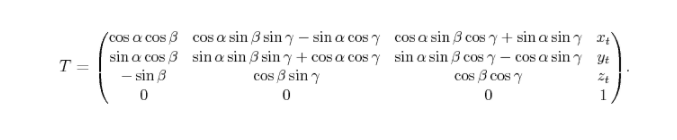 cos α cos β   cos α sin β sin γ − sin α cos γ   cos α sin β cos γ + sin α sin γ   x_t
sin α cos β   sin α sin β sin γ + cos α cos γ   sin α sin β cos γ − cos α sin γ   y_t
T = − sin β   cos β sin γ   cos β cos γ   z_t .
0   0   0   1